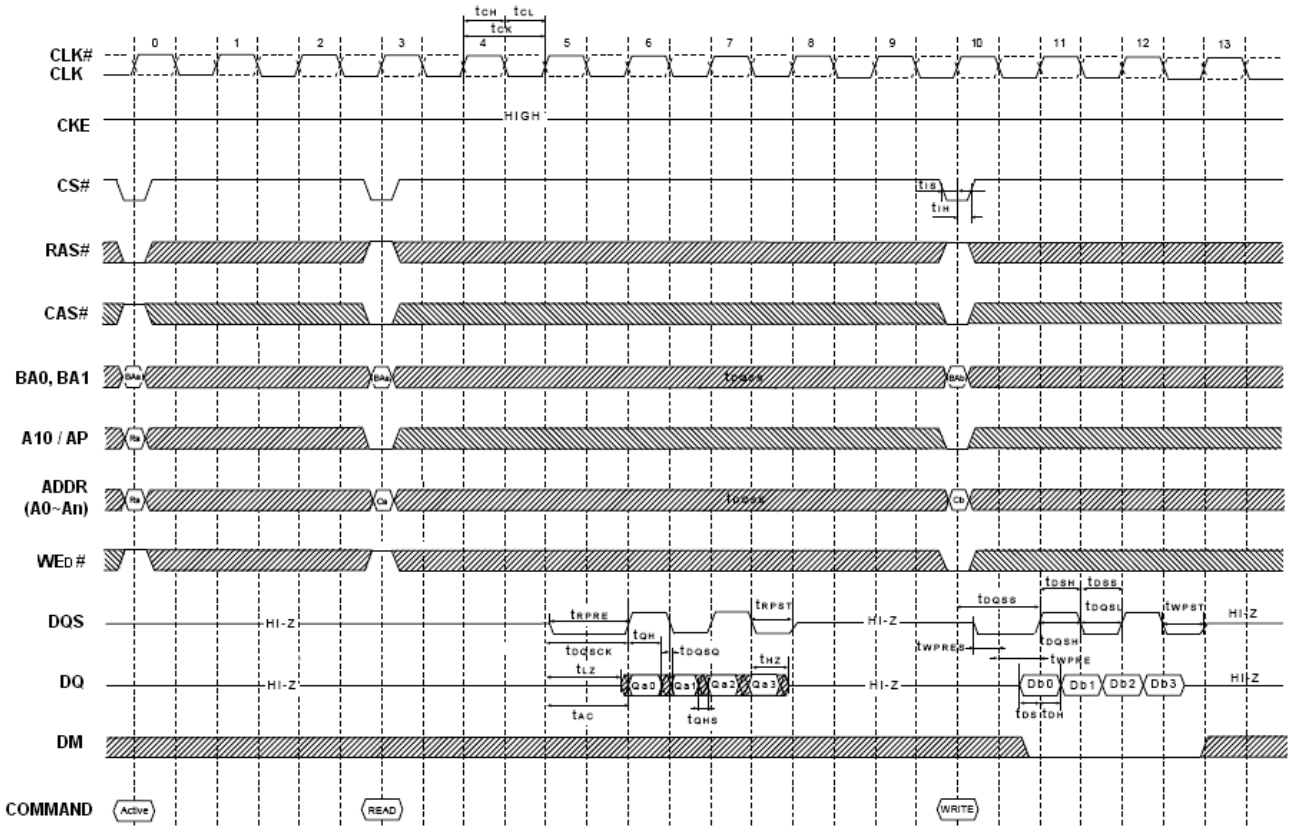 tCH tCL
tCK
0 1 2 3 4 5 6 7 8 9 10 11 12 13
CLK#
CLK
HIGH
CKE
CS#
tIS
tIH
RAS#
CAS#
BA0, BA1 BAa BAa tDQSS BAb
A10 / AP Ra
ADDR
(A0~An) Ra Ca tDQSS Cb
WED#
tDSH tDSS
DQS HI-Z tRPRE tRPST HI-Z tDQSS tDQSL tWPST HI-Z
tDQSCK tQH tDQSQ tWPRES tDQSH
tWPRE
tLZ tHZ
DQ HI-Z Qa0 Qa1 Qa2 Qa3 HI-Z Db0 Db1 Db2 Db3 HI-Z
tAC tQHS tDS tDH
DM
COMMAND Active READ WRITE